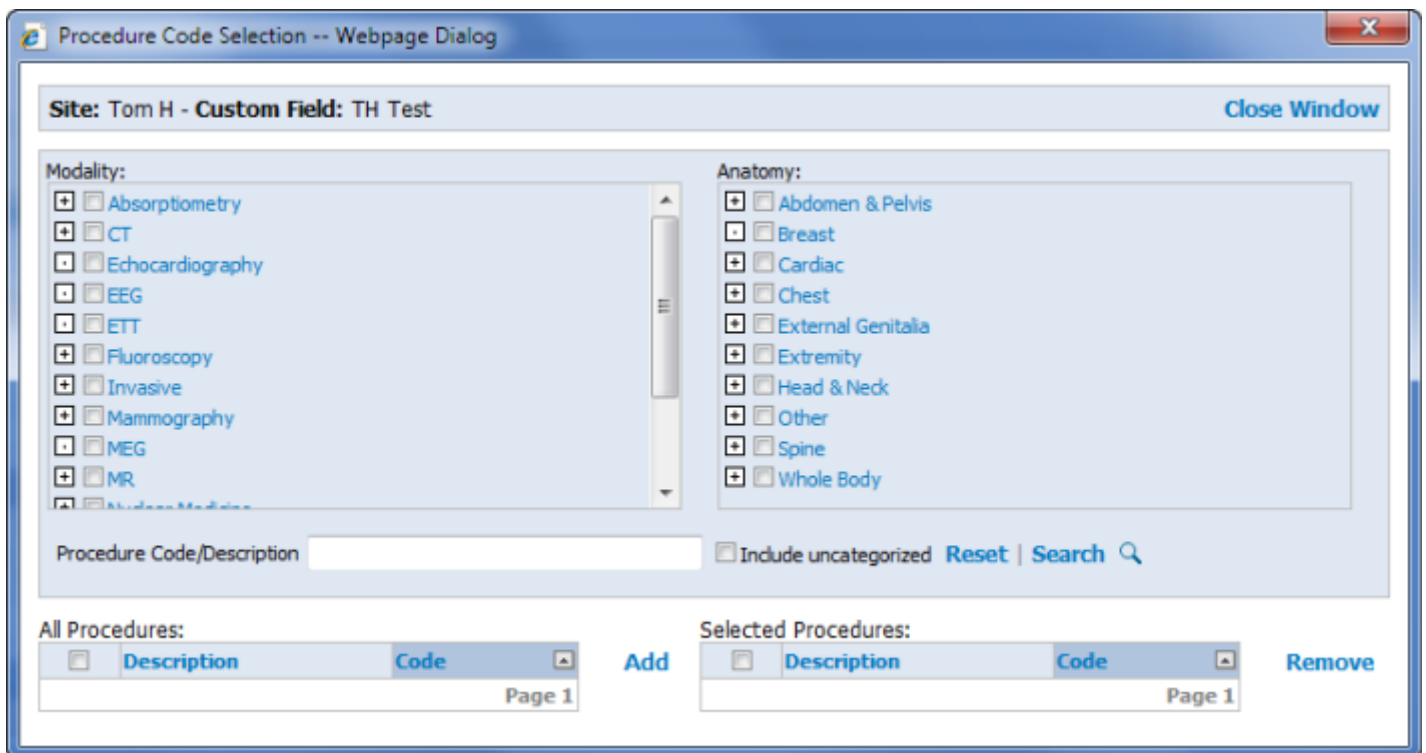 Procedure Code Selection -- Webpage Dialog
Site: Tom H - Custom Field: TH Test Close Window
Modality:
Absorptiometry
CT
Echocardiography
EEG
ETT
Fluoroscopy
Invasive
Mammography
MEG
MR
Nuclear Medicine
Anatomy:
Abdomen & Pelvis
Breast
Cardiac
Chest
External Genitalia
Extremity
Head & Neck
Other
Spine
Whole Body
Procedure Code/Description Include uncategorized Reset | Search
All Procedures:
Description Code
Page 1
Add
Selected Procedures:
Description Code
Page 1
Remove